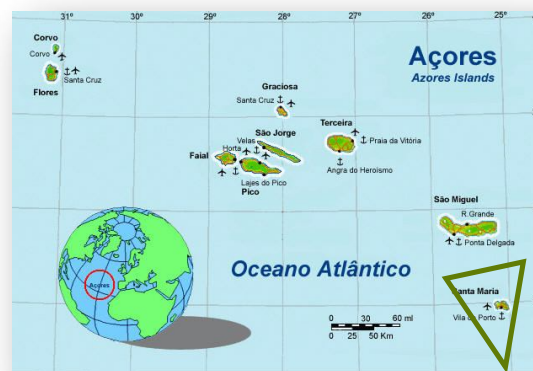 31° 30° 29° 28° 27° 26° 25°
Corvo
Corvo
Santa Cruz
Flores
Açores
Azores Islands
Graciosa
Santa Cruz
São Jorge
Velas
Terceira
Praia da Vitória
Angra do Heroísmo
Faial
Horta
Lajes do Pico
Pico
São Miguel
R.Grande
Ponta Delgada
Oceano Atlântico
Açores
Santa Maria
Vila do Porto
0 30 60 ml
0 25 50 Km